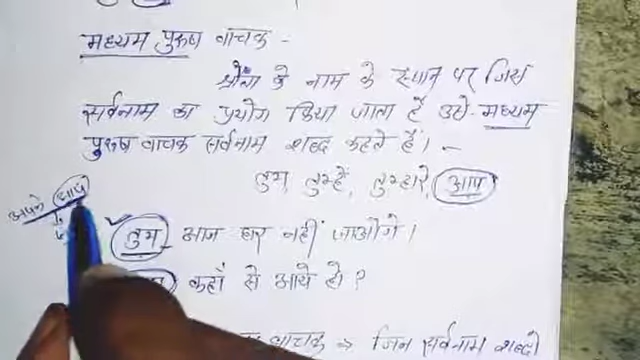 मध्यम पुरुष वाचक -
श्रोता के नाम के स्थान पर जिस
सर्वनाम का प्रयोग किया जाता है उसे मध्यम
पुरुष वाचक सर्वनाम शब्द कहते हैं। -
तुम, तुम्हें, तुम्हारे, आप
आप
तुम आज घर नहीं जाओगे।
कहाँ से आये हो?
वाचक ⇒ जिन सर्वनाम शब्दो